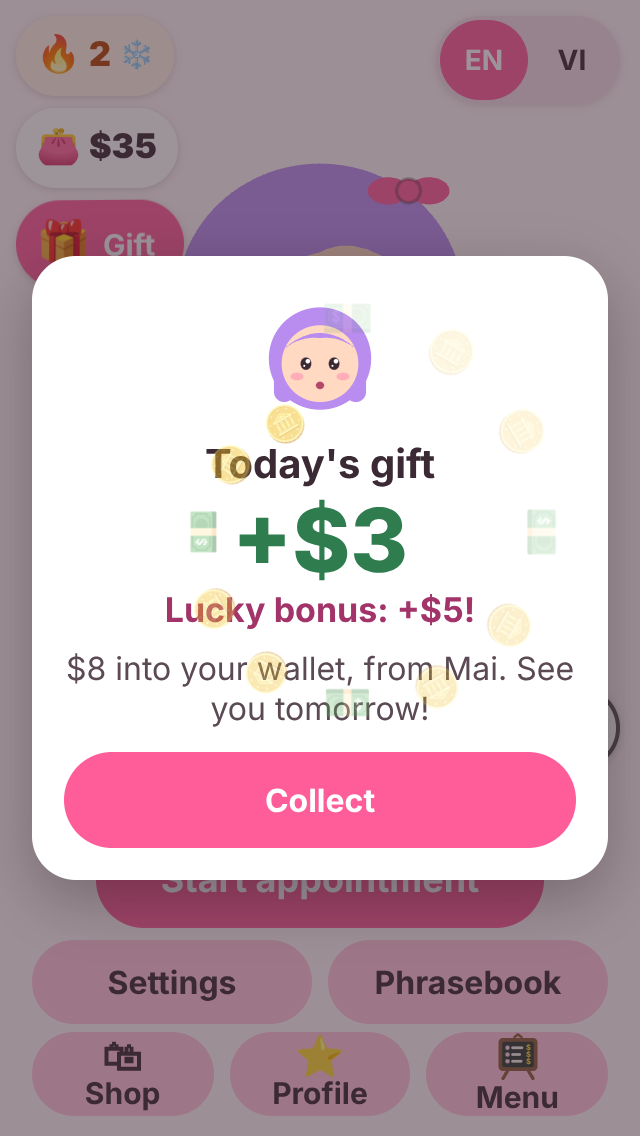 2
EN
VI
$35
Gift
Today's gift
+$3
Lucky bonus: +$5!
$8 into your wallet, from Mai. See
you tomorrow!
Collect
Start appointment
Settings
Phrasebook
Shop
Profile
Menu